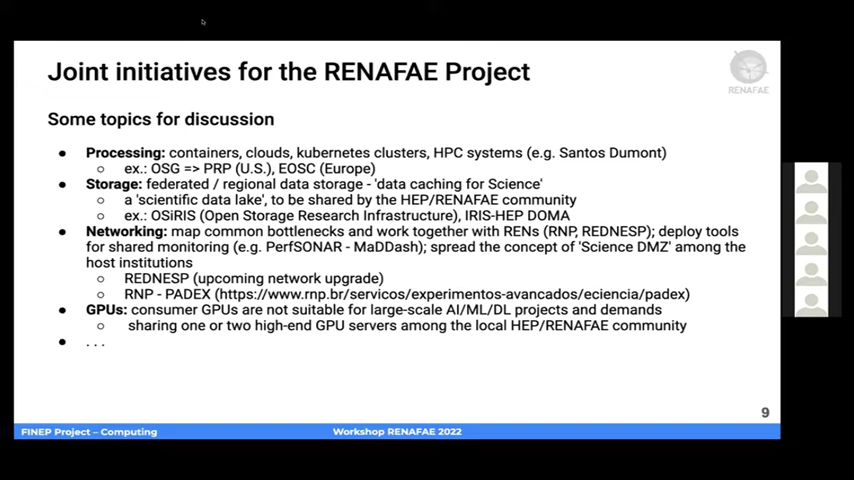 Joint initiatives for the RENAFAE Project
RENAFAE
Some topics for discussion
● Processing: containers, clouds, kubernetes clusters, HPC systems (e.g. Santos Dumont)
○ ex.: OSG => PRP (U.S.), EOSC (Europe)
● Storage: federated / regional data storage - 'data caching for Science'
○ a 'scientific data lake', to be shared by the HEP/RENAFAE community
○ ex.: OSiRIS (Open Storage Research Infrastructure), IRIS-HEP DOMA
● Networking: map common bottlenecks and work together with RENs (RNP, REDNESP); deploy tools
for shared monitoring (e.g. PerfSONAR - MaDDash); spread the concept of 'Science DMZ' among the
host institutions
○ REDNESP (upcoming network upgrade)
○ RNP - PADEX (https://www.rnp.br/servicos/experimentos-avancados/eciencia/padex)
● GPUs: consumer GPUs are not suitable for large-scale AI/ML/DL projects and demands
○ sharing one or two high-end GPU servers among the local HEP/RENAFAE community
● . . .
9
FINEP Project – Computing
Workshop RENAFAE 2022